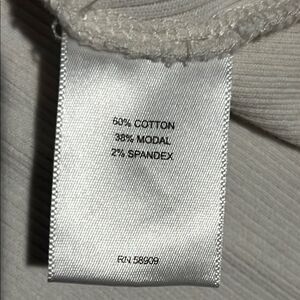 60% COTTON
38% MODAL
2% SPANDEX
RN 58909